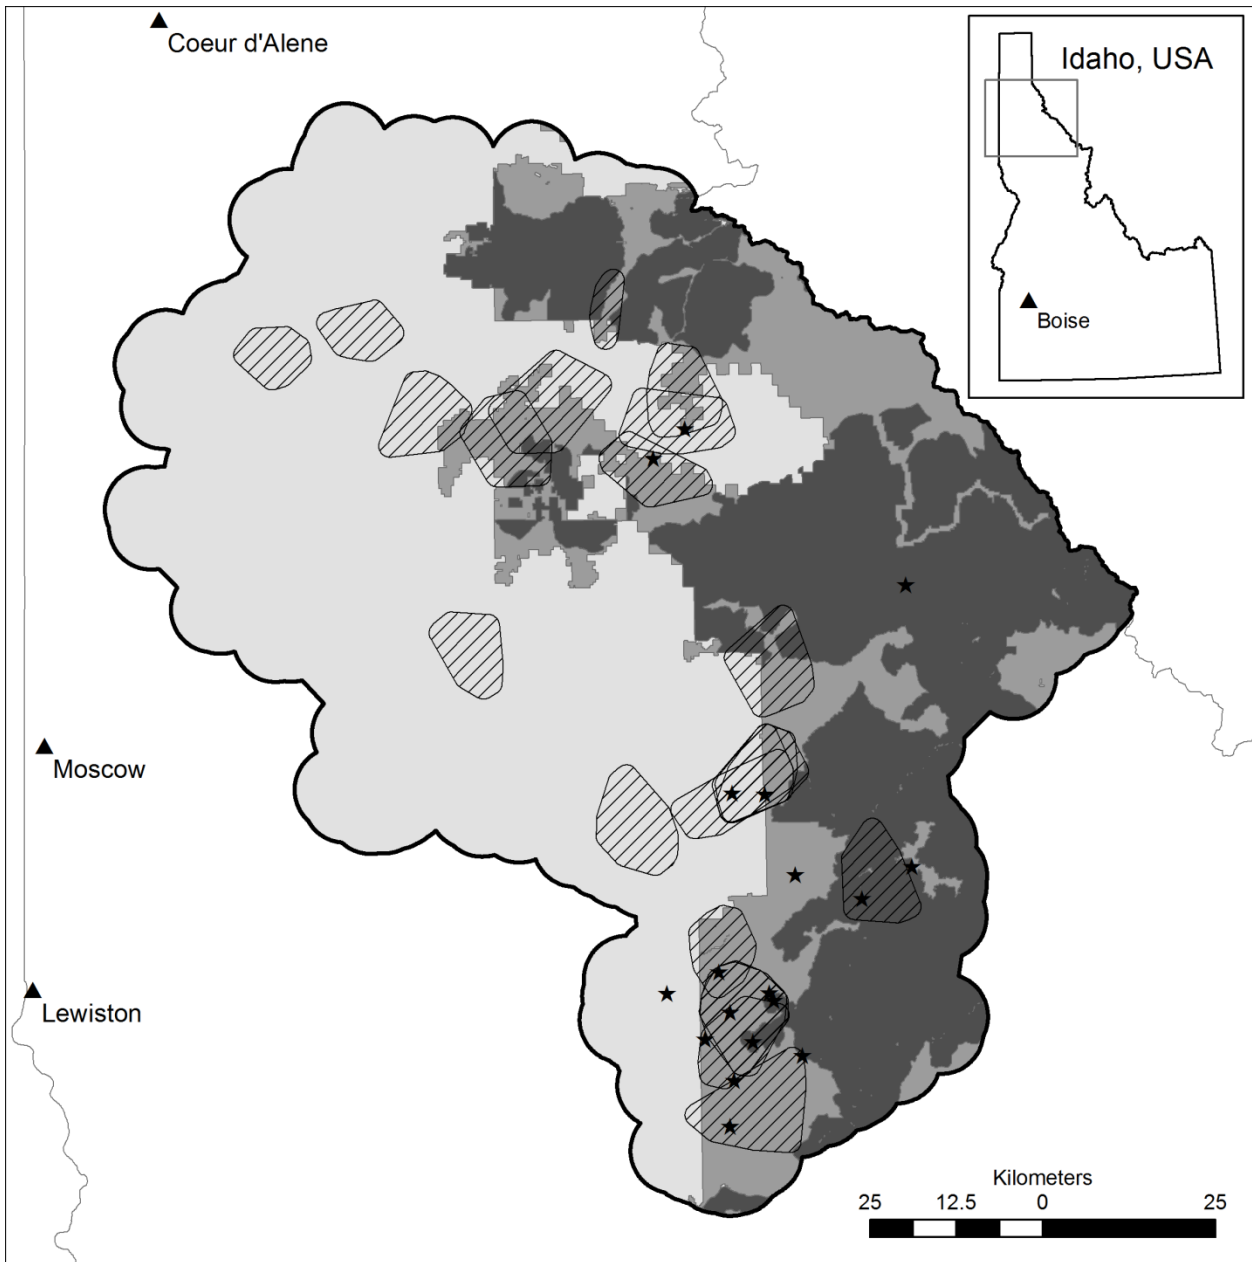 Coeur d'Alene
Idaho, USA
Boise
Moscow
Lewiston
Kilometers
25 12.5 0 25